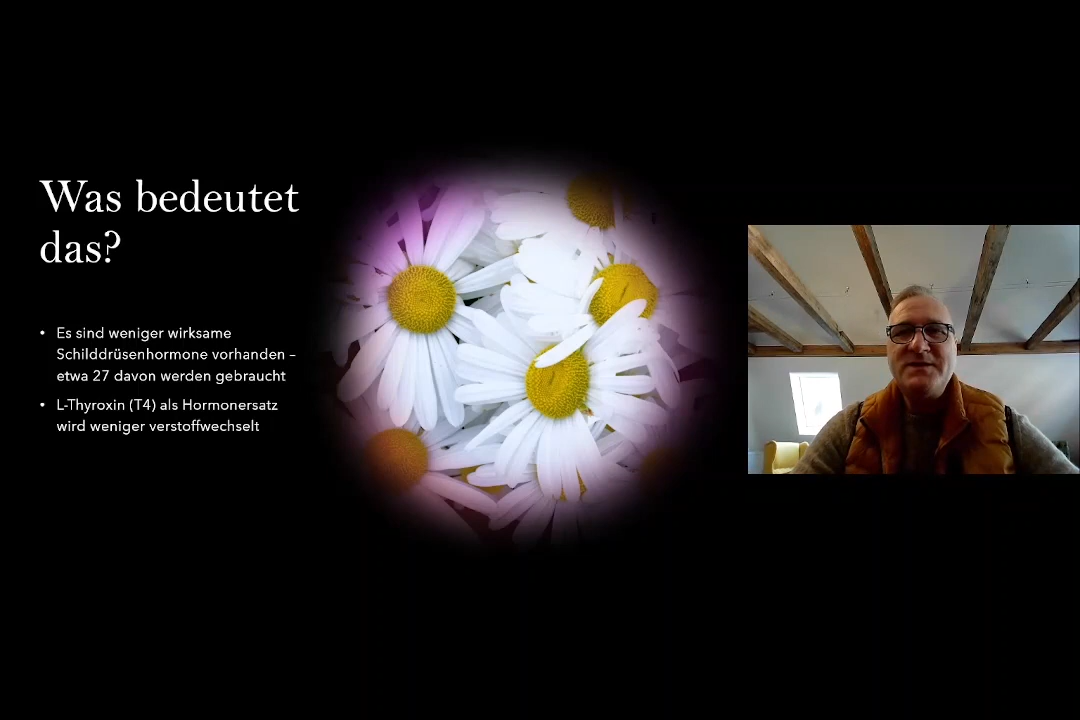 Was bedeutet
das?
• Es sind weniger wirksame
Schilddrüsenhormone vorhanden –
etwa 27 davon werden gebraucht
• L-Thyroxin (T4) als Hormonersatz
wird weniger verstoffwechselt